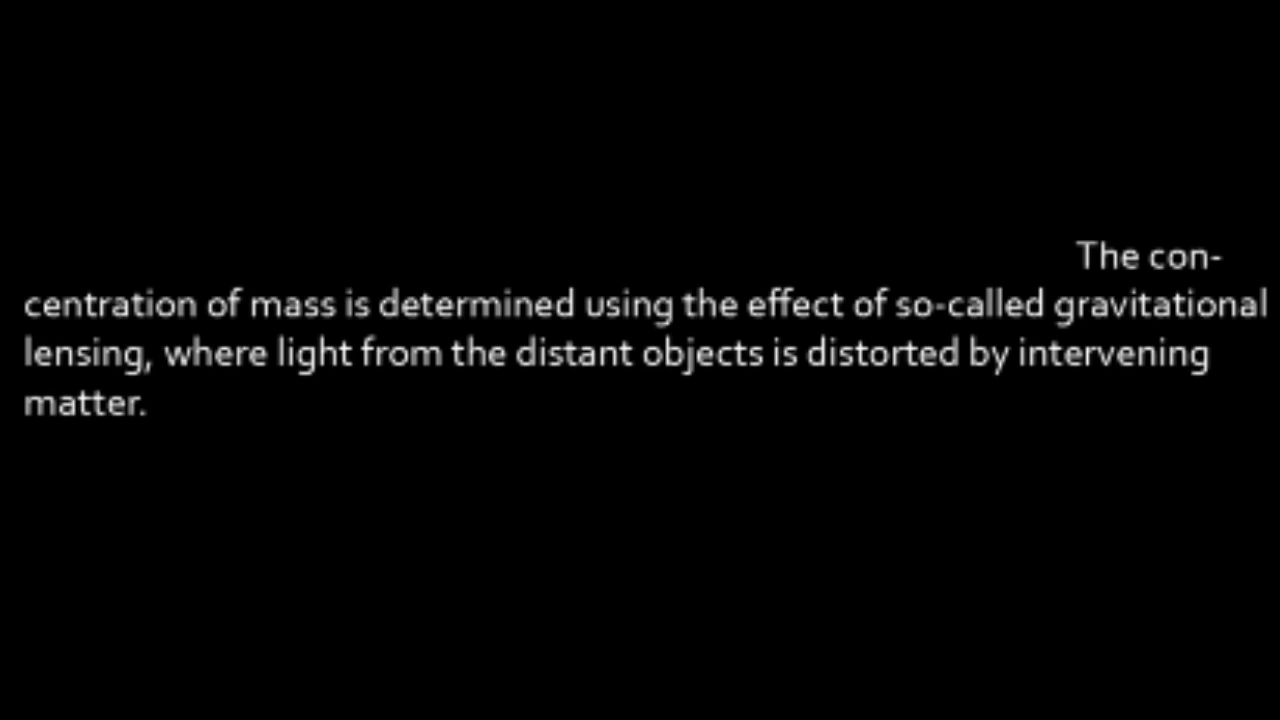 The con-
centration of mass is determined using the effect of so-called gravitational
lensing, where light from the distant objects is distorted by intervening
matter.